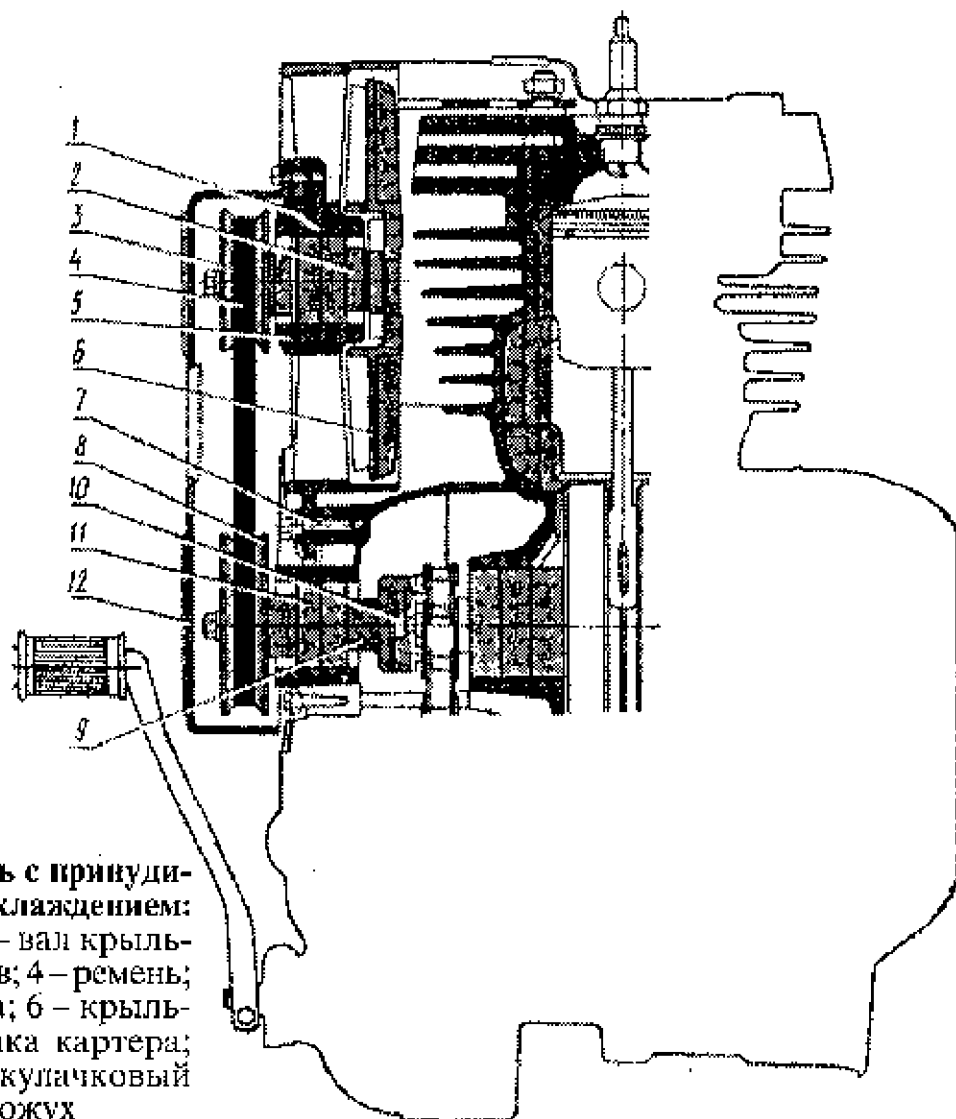 1
2
3
4
5
6
7
8
10
11
12
9
ь с принуди-
хлаждением:
– вал крыль-
в; 4 – ремень;
а; 6 – крыль-
ака картера;
кулачковый
ожух